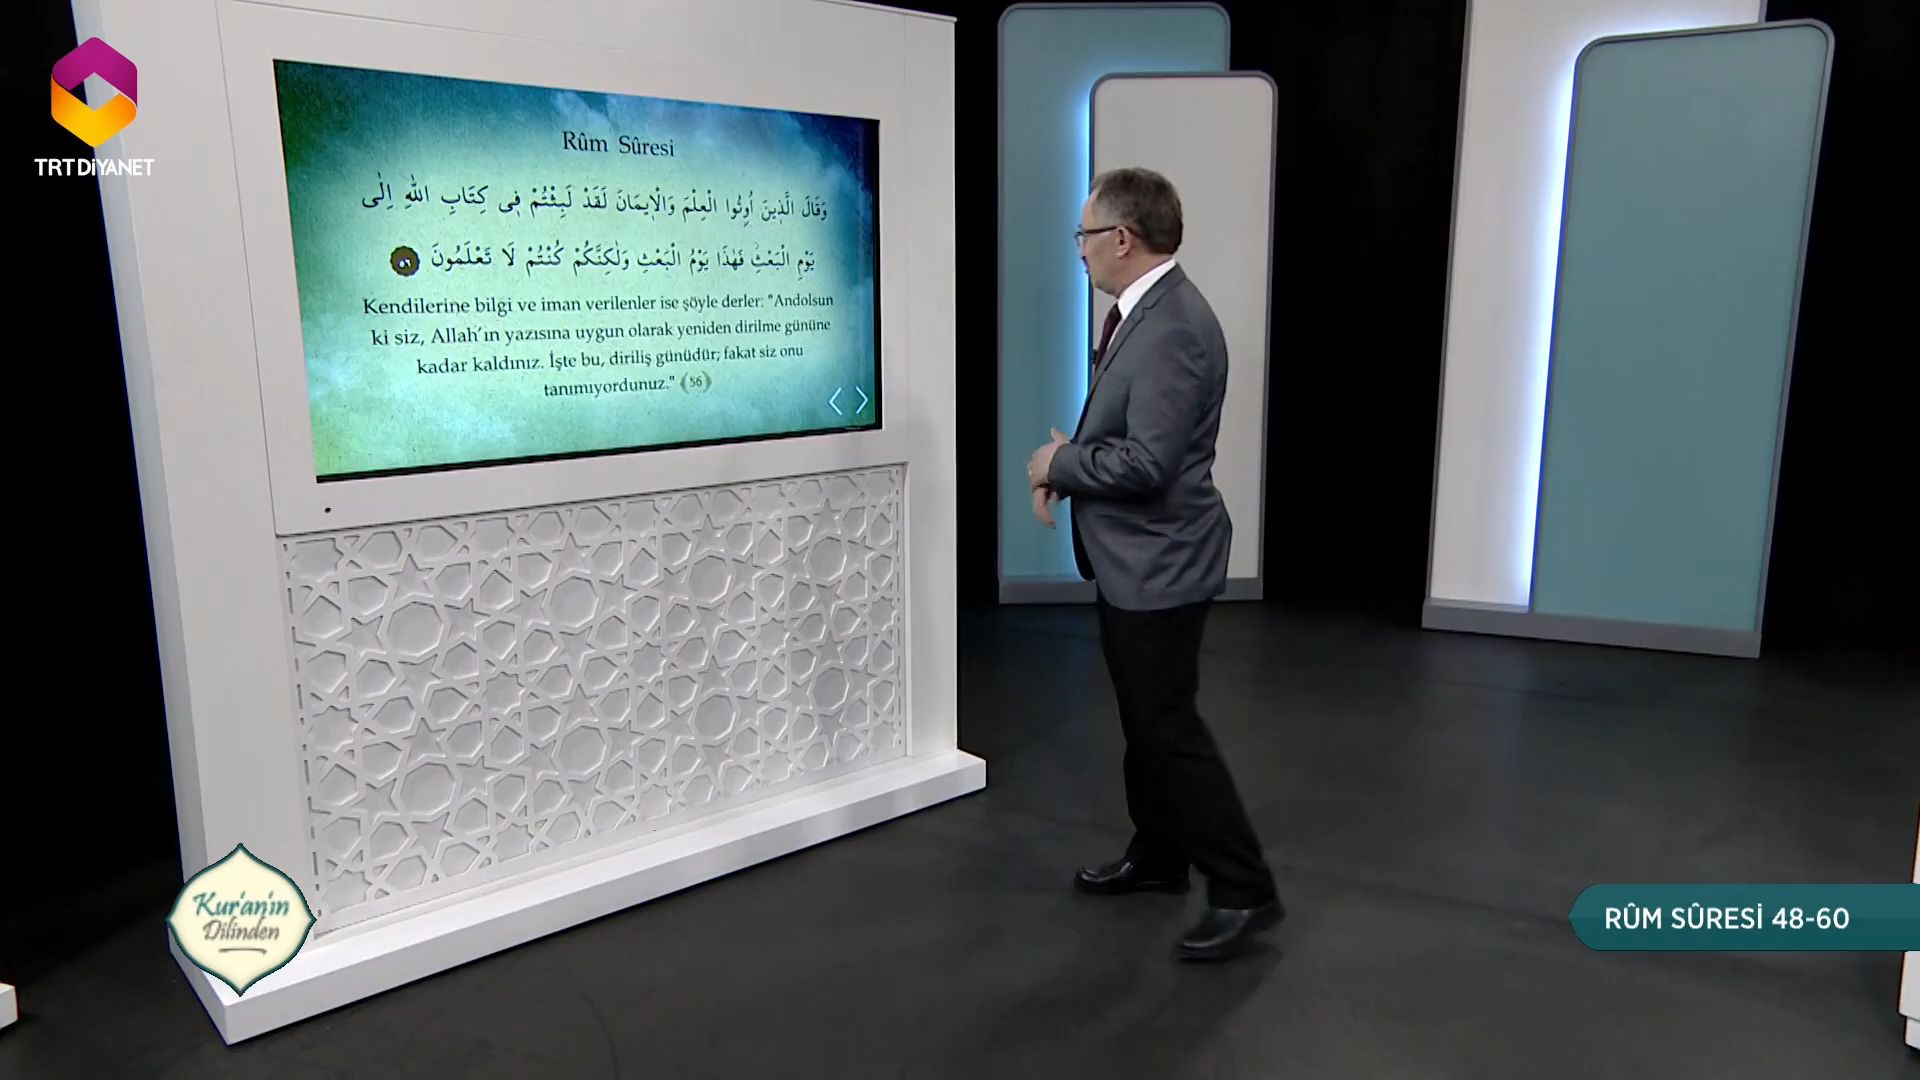 TRT DİYANET
Rûm Sûresi
وَقَالَ الَّذ۪ينَ اُو۫تُوا الْعِلْمَ وَالْا۪يمَانَ لَقَدْ لَبِثْتُمْ ف۪ي كِتَابِ اللّٰهِ اِلٰى
يَوْمِ الْبَعْثِۘ فَهٰذَا يَوْمُ الْبَعْثِ وَلٰكِنَّكُمْ كُنْتُمْ لَا تَعْلَمُونَ ٥٦
Kendilerine bilgi ve iman verilenler ise şöyle derler: "Andolsun
ki siz, Allah'ın yazısına uygun olarak yeniden dirilme gününe
kadar kaldınız. İşte bu, diriliş günüdür; fakat siz onu
tanımıyordunuz." (56)
Kur'an'ın
Dilinden
RÛM SÛRESİ 48-60